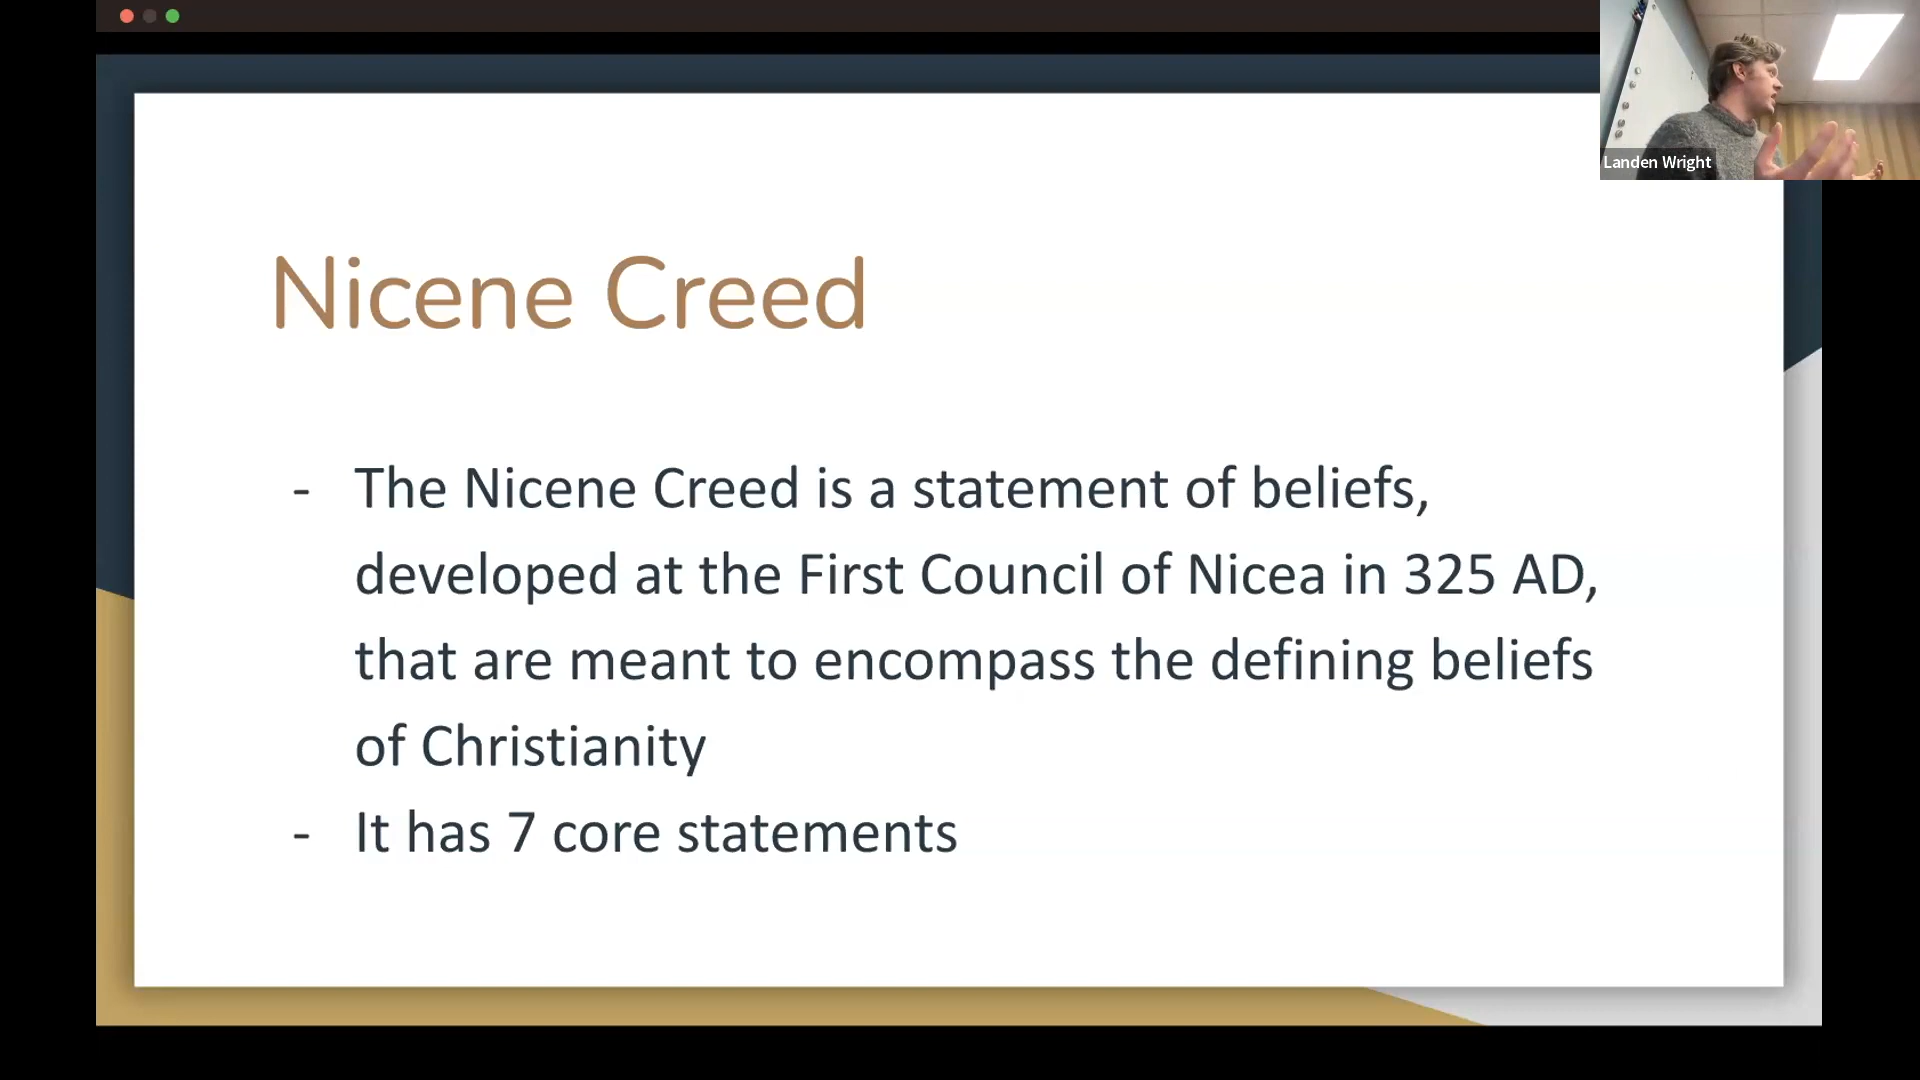 Landen Wright
Nicene Creed
- The Nicene Creed is a statement of beliefs,
developed at the First Council of Nicea in 325 AD,
that are meant to encompass the defining beliefs
of Christianity
- It has 7 core statements